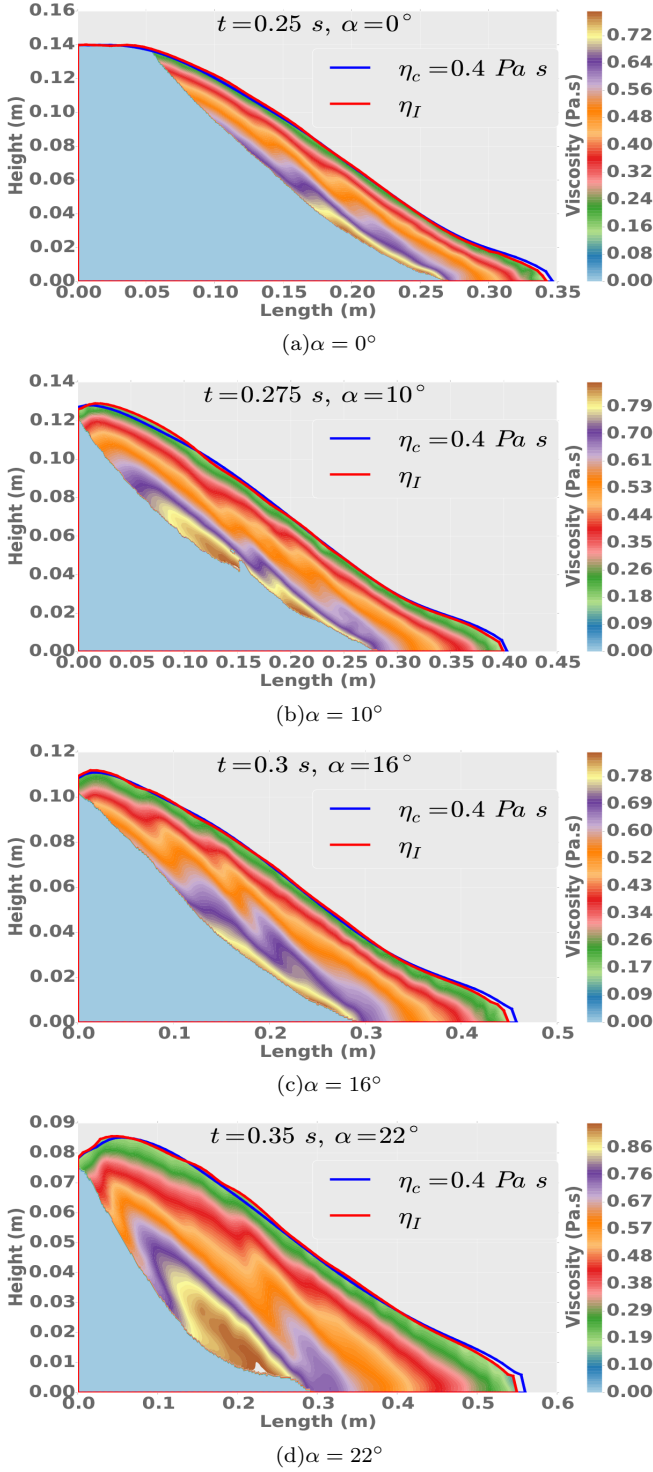 t=0.25 s, α=0°
η_c=0.4 Pa s
η_I
Height (m)
0.16
0.14
0.12
0.10
0.08
0.06
0.04
0.02
0.00
0.00 0.05 0.10 0.15 0.20 0.25 0.30 0.35
Length (m)
Viscosity (Pa.s)
0.72
0.64
0.56
0.48
0.40
0.32
0.24
0.16
0.08
0.00
(a)α = 0°
t=0.275 s, α=10°
η_c=0.4 Pa s
η_I
Height (m)
0.14
0.12
0.10
0.08
0.06
0.04
0.02
0.00
0.00 0.05 0.10 0.15 0.20 0.25 0.30 0.35 0.40 0.45
Length (m)
Viscosity (Pa.s)
0.79
0.70
0.61
0.52
0.44
0.35
0.26
0.18
0.09
0.00
(b)α = 10°
t=0.3 s, α=16°
η_c=0.4 Pa s
η_I
Height (m)
0.12
0.10
0.08
0.06
0.04
0.02
0.00
0.0 0.1 0.2 0.3 0.4 0.5
Length (m)
Viscosity (Pa.s)
0.78
0.69
0.60
0.52
0.43
0.34
0.26
0.17
0.09
0.00
(c)α = 16°
t=0.35 s, α=22°
η_c=0.4 Pa s
η_I
Height (m)
0.09
0.08
0.07
0.06
0.05
0.04
0.03
0.02
0.01
0.00
0.0 0.1 0.2 0.3 0.4 0.5 0.6
Length (m)
Viscosity (Pa.s)
0.86
0.76
0.67
0.57
0.48
0.38
0.29
0.19
0.10
0.00
(d)α = 22°